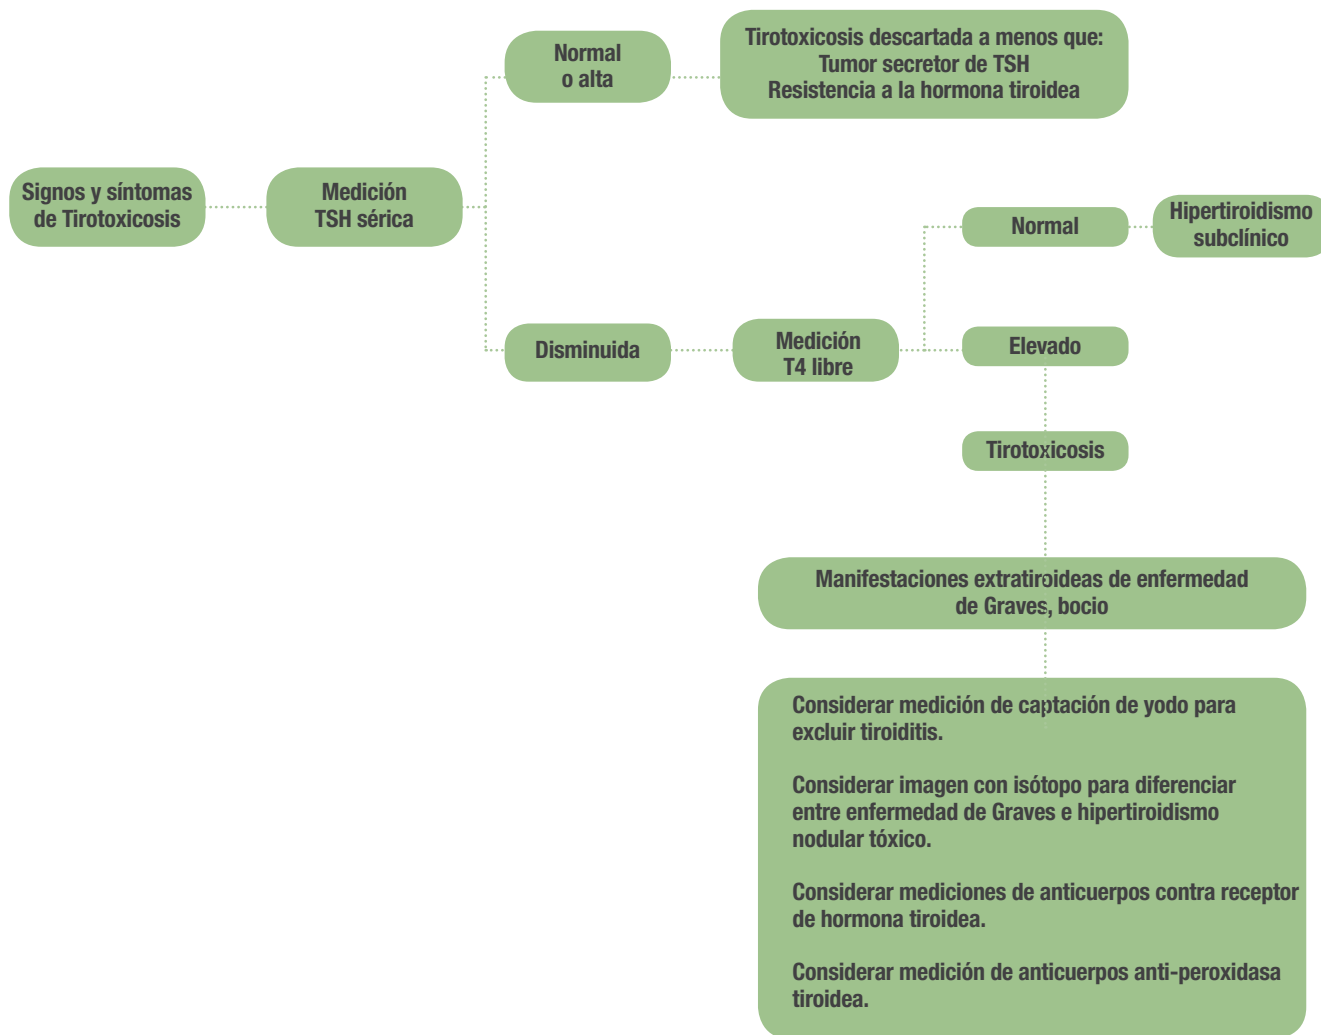 Signos y síntomas
de Tirotoxicosis
Medición
TSH sérica
Normal
o alta
Tirotoxicosis descartada a menos que:
Tumor secretor de TSH
Resistencia a la hormona tiroidea
Disminuida
Medición
T4 libre
Normal
Hipertiroidismo
subclínico
Elevado
Tirotoxicosis
Manifestaciones extratiroideas de enfermedad
de Graves, bocio
Considerar medición de captación de yodo para
excluir tiroiditis.
Considerar imagen con isótopo para diferenciar
entre enfermedad de Graves e hipertiroidismo
nodular tóxico.
Considerar mediciones de anticuerpos contra receptor
de hormona tiroidea.
Considerar medición de anticuerpos anti-peroxidasa
tiroidea.